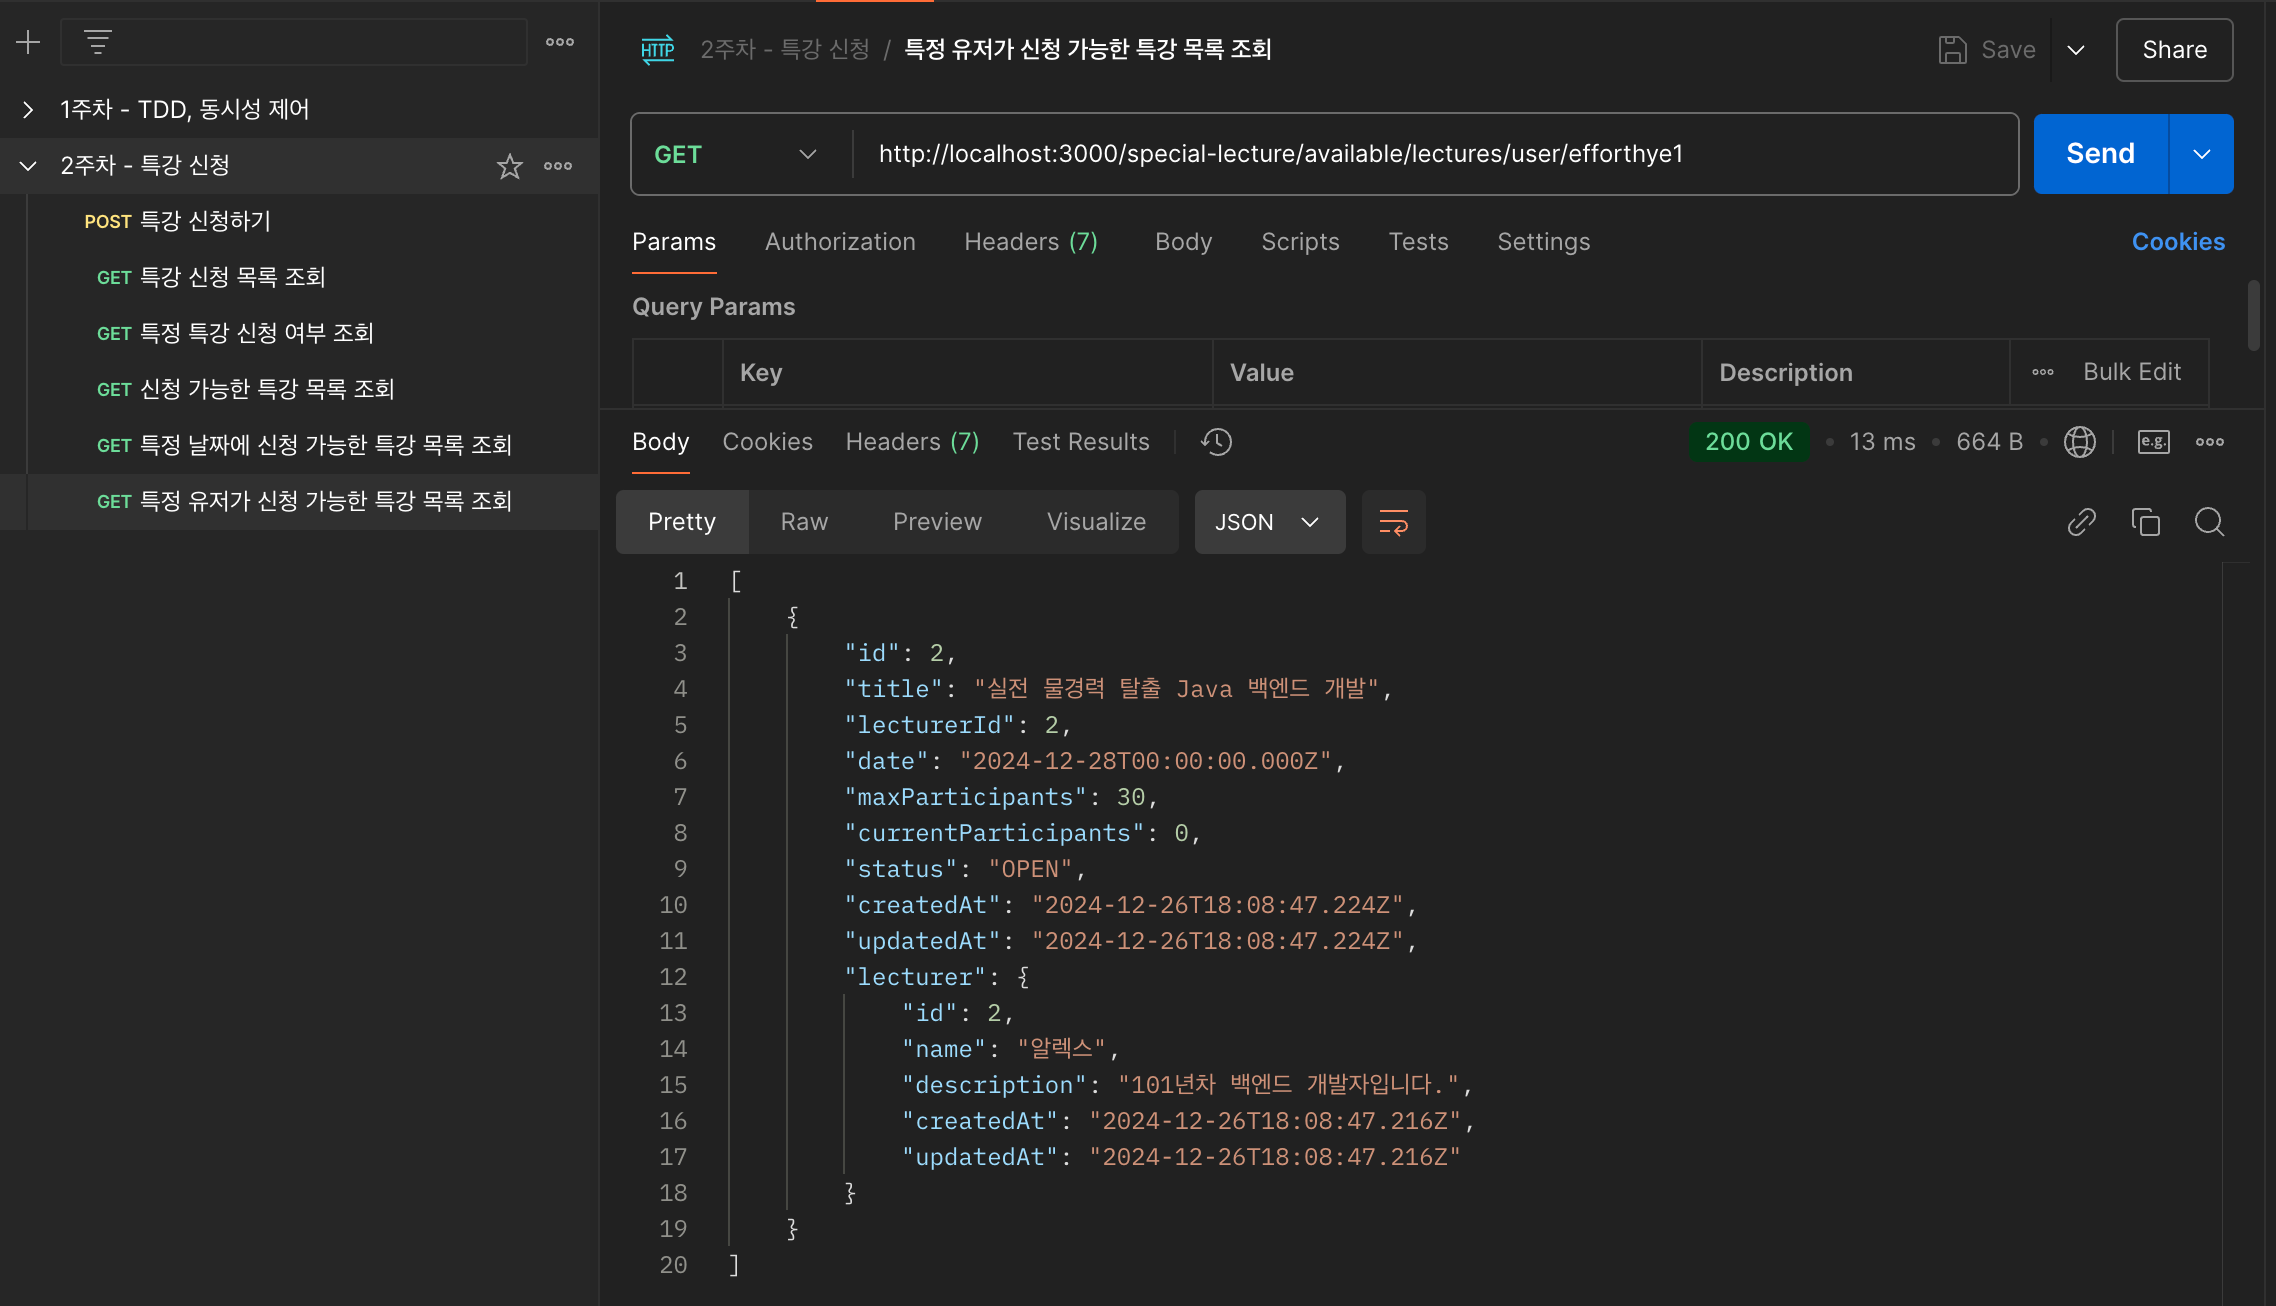 1주차 - TDD, 동시성 제어
2주차 - 특강 신청
POST 특강 신청하기
GET 특강 신청 목록 조회
GET 특정 특강 신청 여부 조회
GET 신청 가능한 특강 목록 조회
GET 특정 날짜에 신청 가능한 특강 목록 조회
GET 특정 유저가 신청 가능한 특강 목록 조회
HTTP 2주차 - 특강 신청 / 특정 유저가 신청 가능한 특강 목록 조회 Save Share
GET http://localhost:3000/special-lecture/available/lectures/user/efforthye1 Send
Params Authorization Headers (7) Body Scripts Tests Settings Cookies
Query Params
Key Value Description Bulk Edit
Body Cookies Headers (7) Test Results 200 OK 13 ms 664 B e.g.
Pretty Raw Preview Visualize JSON
1 [
2 {
3 "id": 2,
4 "title": "실전 물경력 탈출 Java 백엔드 개발",
5 "lecturerId": 2,
6 "date": "2024-12-28T00:00:00.000Z",
7 "maxParticipants": 30,
8 "currentParticipants": 0,
9 "status": "OPEN",
10 "createdAt": "2024-12-26T18:08:47.224Z",
11 "updatedAt": "2024-12-26T18:08:47.224Z",
12 "lecturer": {
13 "id": 2,
14 "name": "알렉스",
15 "description": "101년차 백엔드 개발자입니다.",
16 "createdAt": "2024-12-26T18:08:47.216Z",
17 "updatedAt": "2024-12-26T18:08:47.216Z"
18 }
19 }
20 ]